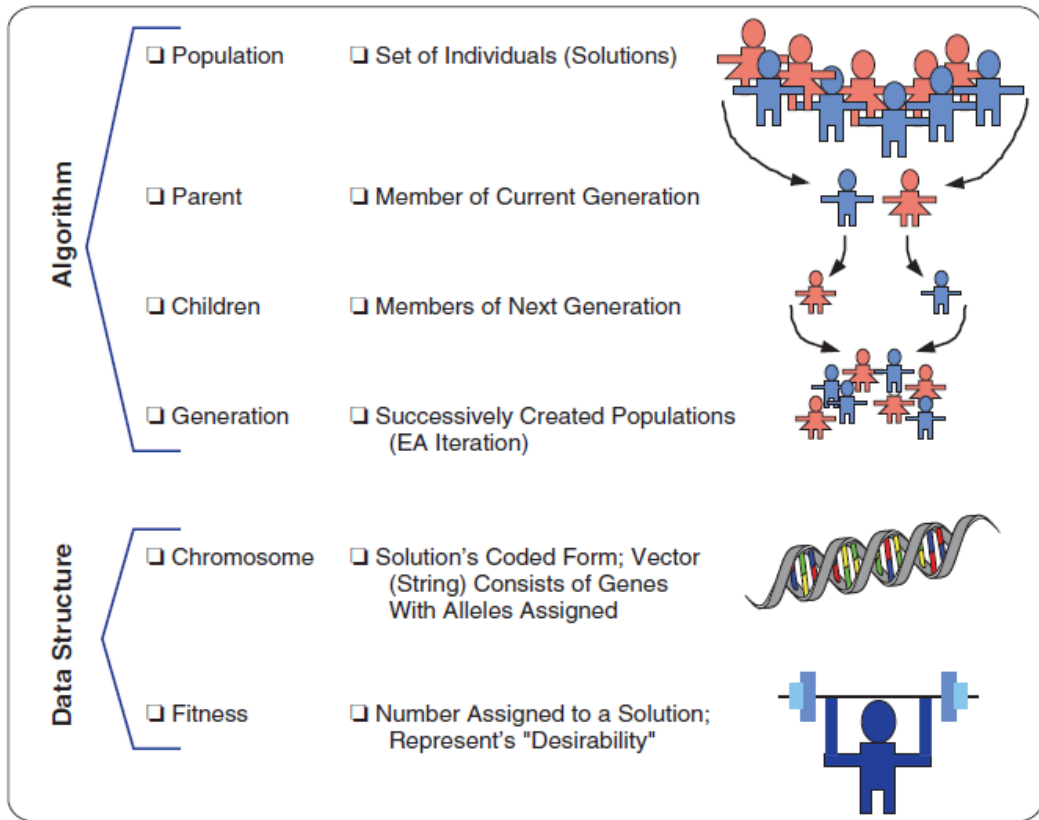 Algorithm
❑ Population
❑ Set of Individuals (Solutions)
❑ Parent
❑ Member of Current Generation
❑ Children
❑ Members of Next Generation
❑ Generation
❑ Successively Created Populations
(EA Iteration)
Data Structure
❑ Chromosome
❑ Solution’s Coded Form; Vector
(String) Consists of Genes
With Alleles Assigned
❑ Fitness
❑ Number Assigned to a Solution;
Represent’s "Desirability"